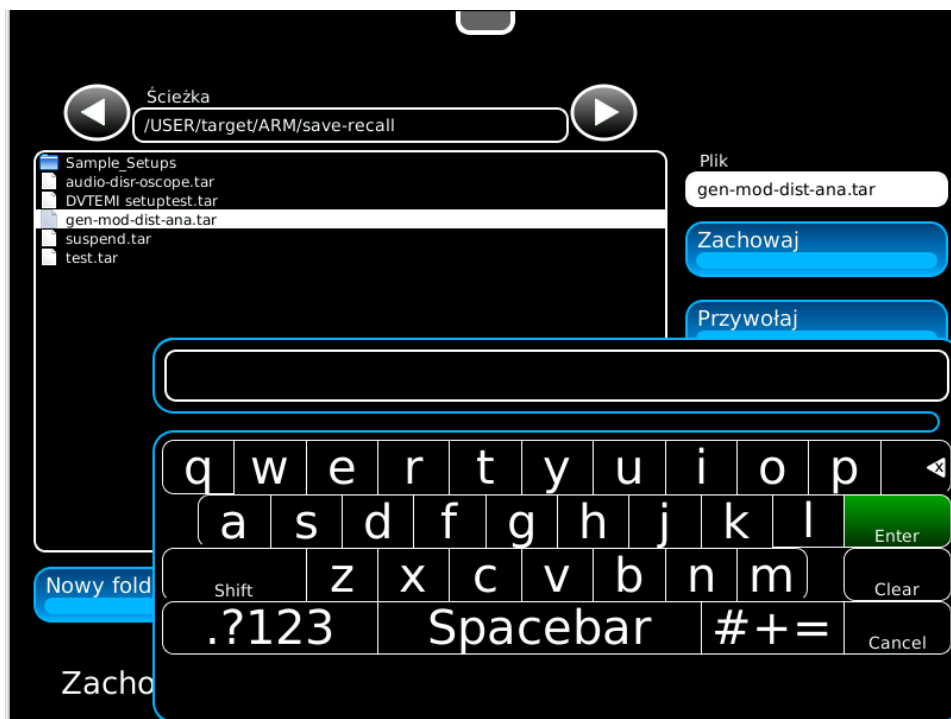 Ścieżka
/USER/target/ARM/save-recall
Sample_Setups
audio-disr-oscope.tar
DVTEMI setuptest.tar
gen-mod-dist-ana.tar
suspend.tar
test.tar
Plik
gen-mod-dist-ana.tar
Zachowaj
Przywołaj
q w e r t y u i o p
a s d f g h j k l Enter
Nowy fold
Shift z x c v b n m Clear
.?123 Spacebar #+= Cancel
Zacho